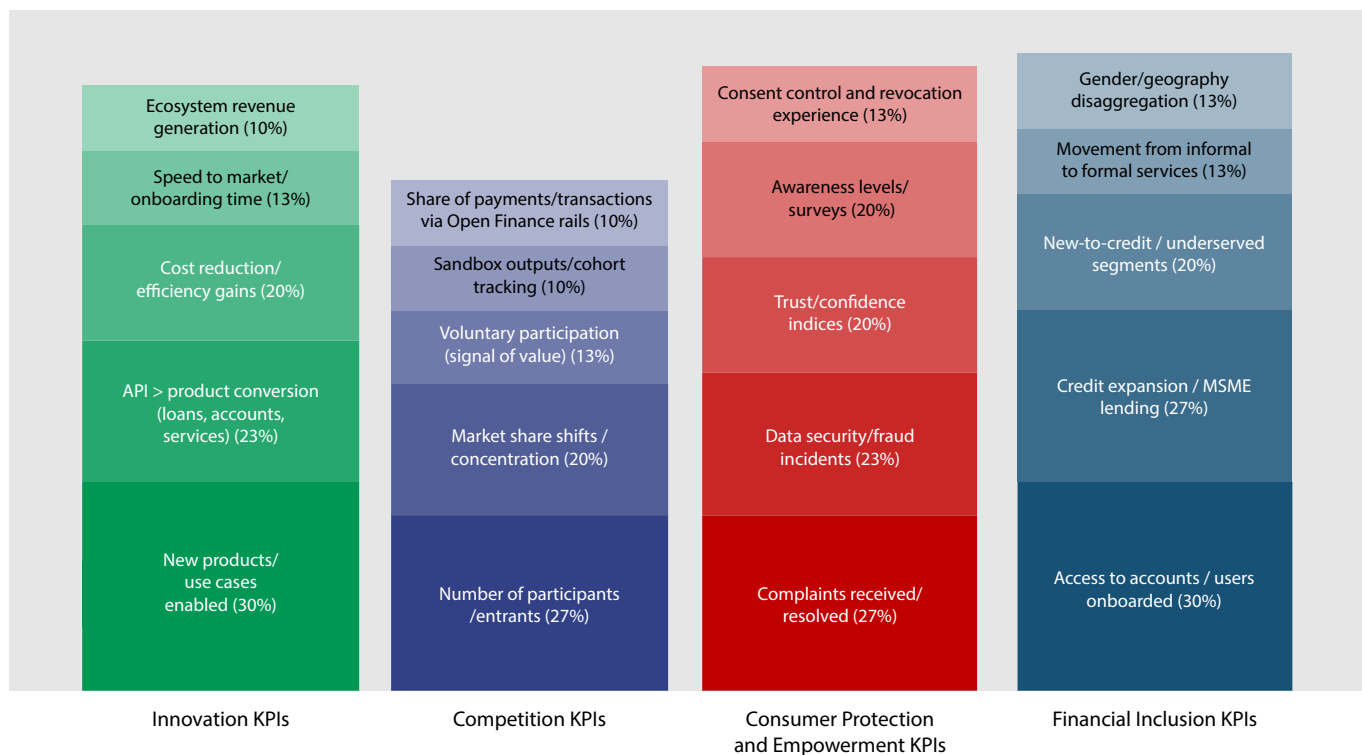 Ecosystem revenue
generation (10%)
Speed to market/
onboarding time (13%)
Cost reduction/
efficiency gains (20%)
API > product conversion
(loans, accounts,
services) (23%)
New products/
use cases
enabled (30%)
Innovation KPIs
Share of payments/transactions
via Open Finance rails (10%)
Sandbox outputs/cohort
tracking (10%)
Voluntary participation
(signal of value) (13%)
Market share shifts /
concentration (20%)
Number of participants
/entrants (27%)
Competition KPIs
Consent control and revocation
experience (13%)
Awareness levels/
surveys (20%)
Trust/confidence
indices (20%)
Data security/fraud
incidents (23%)
Complaints received/
resolved (27%)
Consumer Protection
and Empowerment KPIs
Gender/geography
disaggregation (13%)
Movement from informal
to formal services (13%)
New-to-credit / underserved
segments (20%)
Credit expansion / MSME
lending (27%)
Access to accounts / users
onboarded (30%)
Financial Inclusion KPIs